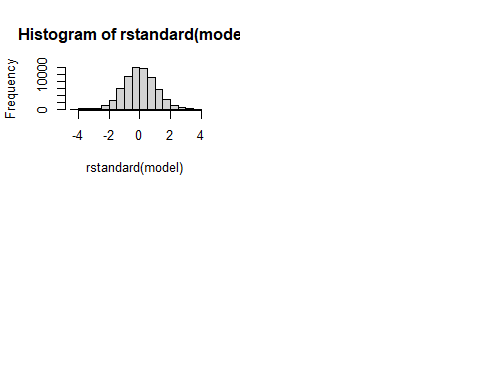 Histogram of rstandard(mode
Frequency
10000
0
-4 -2 0 2 4
rstandard(model)